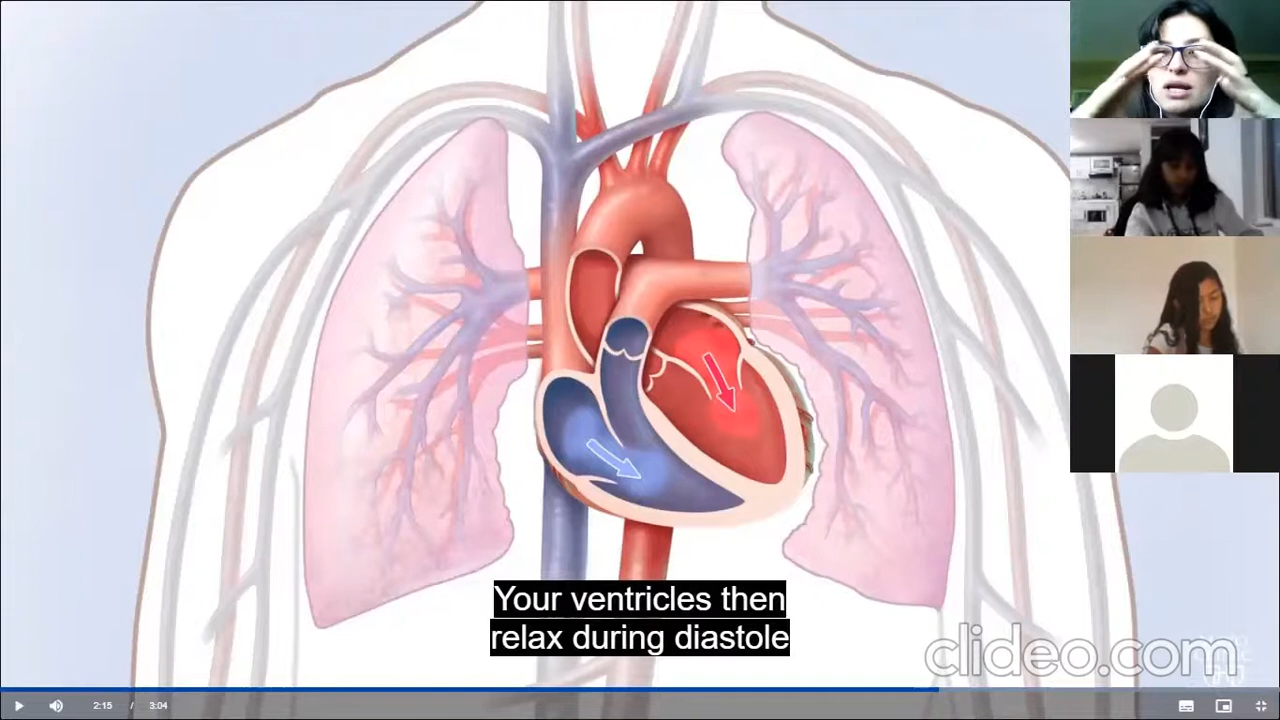 Your ventricles then
relax during diastole
clideo.com
2:15 / 3:04